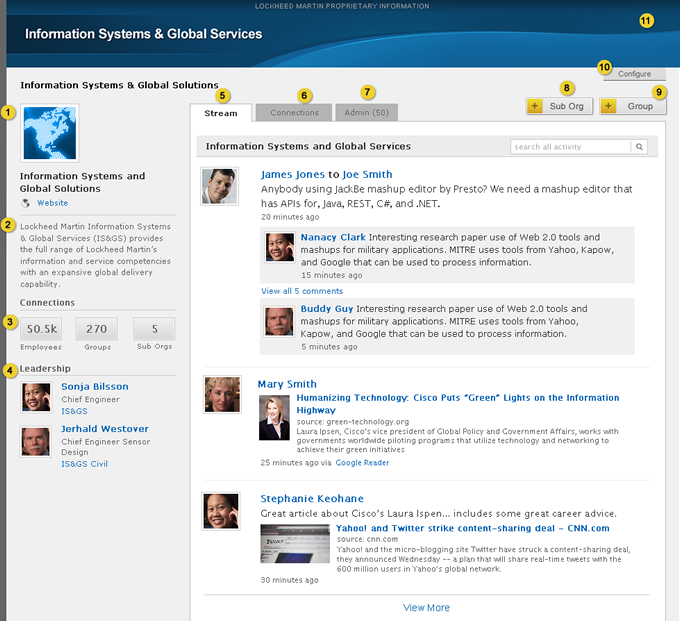 LOCKHEED MARTIN PROPRIETARY INFORMATION
11
Information Systems & Global Services
10
Configure
Information Systems & Global Solutions
5
6
7
8
9
1
Stream
Connections
Admin (50)
+ Sub Org
+ Group
Information Systems and Global Services
search all activity
Information Systems and
Global Solutions
Website
2
Lockheed Martin Information Systems
& Global Services (IS&GS) provides
the full range of Lockheed Martin's
information and service competencies
with an expansive global delivery
capability.
Connections
3
50.5k
270
5
Employees
Groups
Sub Orgs
4
Leadership
Sonja Bilsson
Chief Engineer
IS&GS
Jerhald Westover
Chief Engineer Sensor
Design
IS&GS Civil
James Jones to Joe Smith
Anybody using JackBe mashup editor by Presto? We need a mashup editor that
has APIs for, Java, REST, C#, and .NET.
20 minutes ago
Nanacy Clark Interesting research paper use of Web 2.0 tools and
mashups for military applications. MITRE uses tools from Yahoo, Kapow,
and Google that can be used to process information.
15 minutes ago
View all 5 comments
Buddy Guy Interesting research paper use of Web 2.0 tools and
mashups for military applications. MITRE uses tools from Yahoo,
Kapow, and Google that can be used to process information.
5 minutes ago
Mary Smith
Humanizing Technology: Cisco Puts "Green" Lights on the Information
Highway
source: green-technology.org
Laura Ipsen, Cisco's vice president of Global Policy and Government Affairs, works with
governments worldwide piloting programs that utilize technology and networking to
achieve their green initiatives
25 minutes ago via Google Reader
Stephanie Keohane
Great article about Cisco's Laura Ispen... includes some great career advice.
Yahoo! and Twitter strike content-sharing deal - CNN.com
source: cnn.com
Yahoo! and the micro-blogging site Twitter have struck a content-sharing deal,
they announced Wednesday -- a plan that will share real-time tweets with the
600 million users in Yahoo's global network.
30 minutes ago
View More